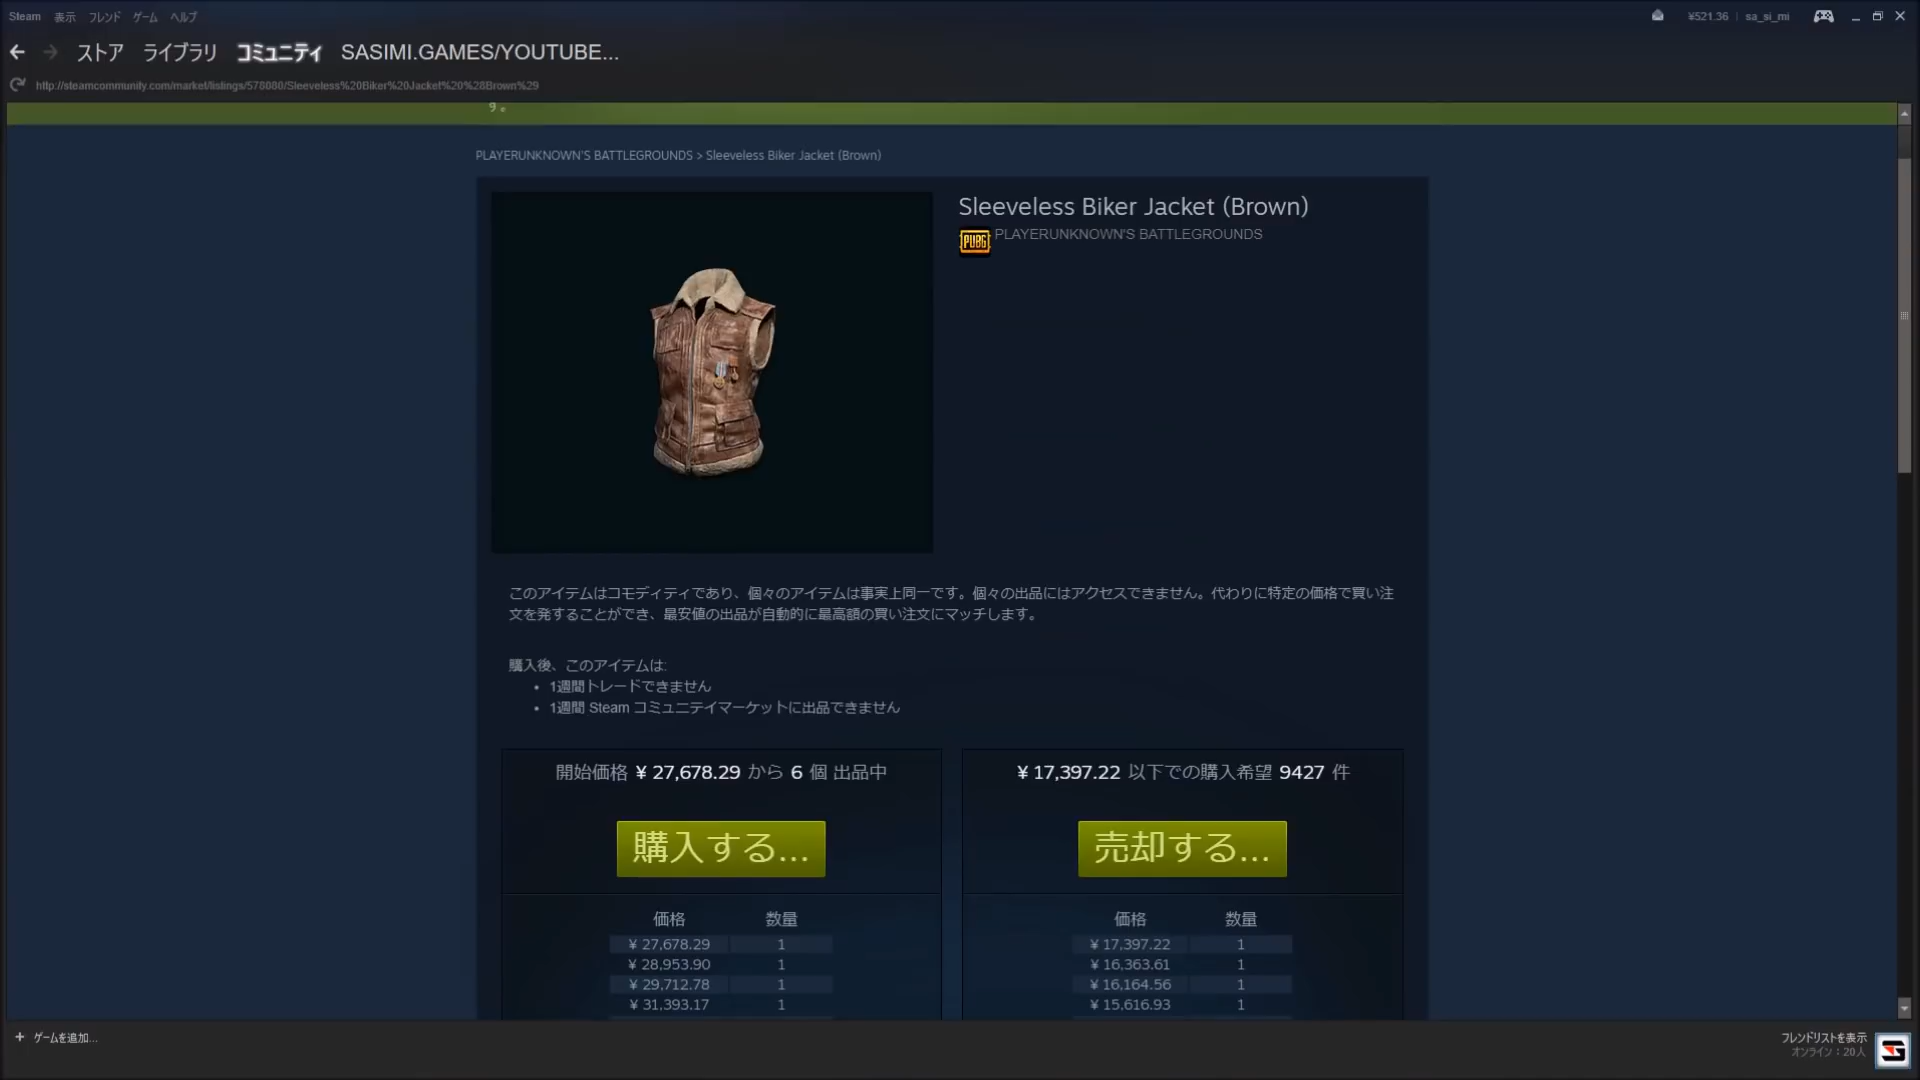 Steam 表示 フレンド ゲーム ヘルプ
¥521.36 sa_si_mi
ストア ライブラリ コミュニティ SASIMI.GAMES/YOUTUBE...
http://steamcommunity.com/market/listings/578080/Sleeveless%20Biker%20Jacket%20%28Brown%29
す。
PLAYERUNKNOWN'S BATTLEGROUNDS > Sleeveless Biker Jacket (Brown)
Sleeveless Biker Jacket (Brown)
PUBG
PLAYERUNKNOWN'S BATTLEGROUNDS
このアイテムはコモディティであり、個々のアイテムは事実上同一です。個々の出品にはアクセスできません。代わりに特定の価格で買い注
文を発することができ、最安値の出品が自動的に最高額の買い注文にマッチします。
購入後、このアイテムは:
• 1週間トレードできません
• 1週間 Steam コミュニテイマーケットに出品できません
開始価格 ¥ 27,678.29 から 6 個 出品中
購入する...
価格 数量
¥ 27,678.29 1
¥ 28,953.90 1
¥ 29,712.78 1
¥ 31,393.17 1
¥ 17,397.22 以下での購入希望 9427 件
売却する...
価格 数量
¥ 17,397.22 1
¥ 16,363.61 1
¥ 16,164.56 1
¥ 15,616.93 1
+ ゲームを追加...
フレンドリストを表示
オンライン：20人